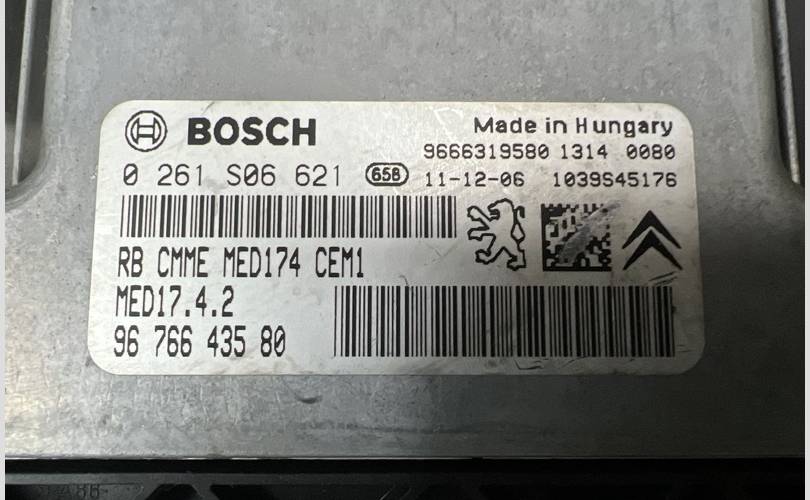 BOSCH
Made in Hungary
9666319580 1314 0080
0 261 S06 621 658 11-12-06 1039S45176
RB CMME MED174 CEM1
MED17.4.2
96 766 435 80